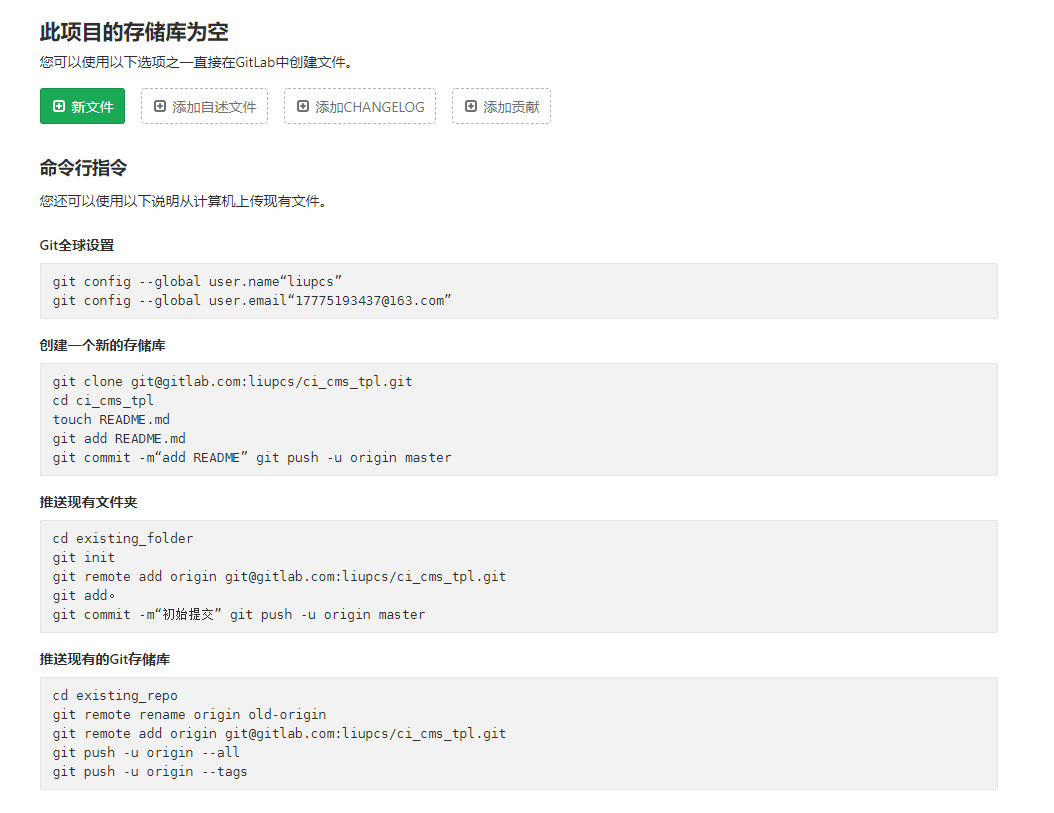 此项目的存储库为空
您可以使用以下选项之一直接在GitLab中创建文件。
新文件 添加自述文件 添加CHANGELOG 添加贡献
命令行指令
您还可以使用以下说明从计算机上传现有文件。
Git全球设置
git config --global user.name“liupcs”
git config --global user.email“17775193437@163.com”
创建一个新的存储库
git clone git@gitlab.com:liupcs/ci_cms_tpl.git
cd ci_cms_tpl
touch README.md
git add README.md
git commit -m“add README” git push -u origin master
推送现有文件夹
cd existing_folder
git init
git remote add origin git@gitlab.com:liupcs/ci_cms_tpl.git
git add。
git commit -m“初始提交” git push -u origin master
推送现有的Git存储库
cd existing_repo
git remote rename origin old-origin
git remote add origin git@gitlab.com:liupcs/ci_cms_tpl.git
git push -u origin --all
git push -u origin --tags